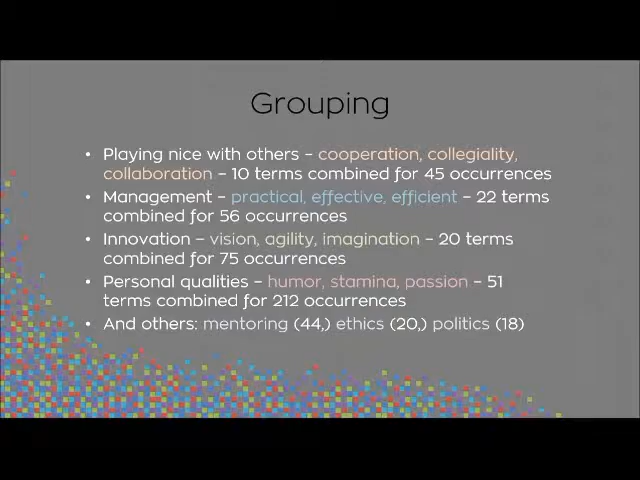 Grouping
• Playing nice with others – cooperation, collegiality,
collaboration – 10 terms combined for 45 occurrences
• Management – practical, effective, efficient – 22 terms
combined for 56 occurrences
• Innovation – vision, agility, imagination – 20 terms
combined for 75 occurrences
• Personal qualities – humor, stamina, passion – 51
terms combined for 212 occurrences
• And others: mentoring (44,) ethics (20,) politics (18)